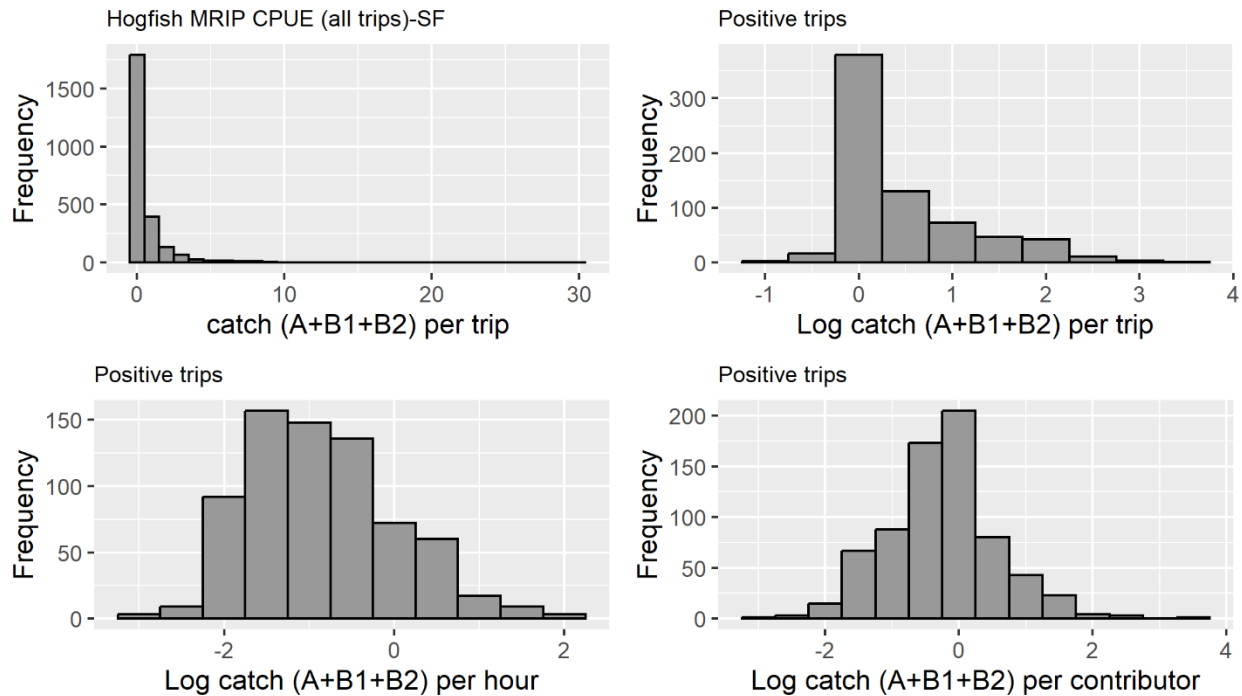 Hogfish MRIP CPUE (all trips)-SF
Frequency
1500
1000
500
0
0 10 20 30
catch (A+B1+B2) per trip
Positive trips
Frequency
300
200
100
0
-1 0 1 2 3 4
Log catch (A+B1+B2) per trip
Positive trips
Frequency
150
100
50
0
-2 0 2
Log catch (A+B1+B2) per hour
Positive trips
Frequency
200
150
100
50
0
-2 0 2 4
Log catch (A+B1+B2) per contributor